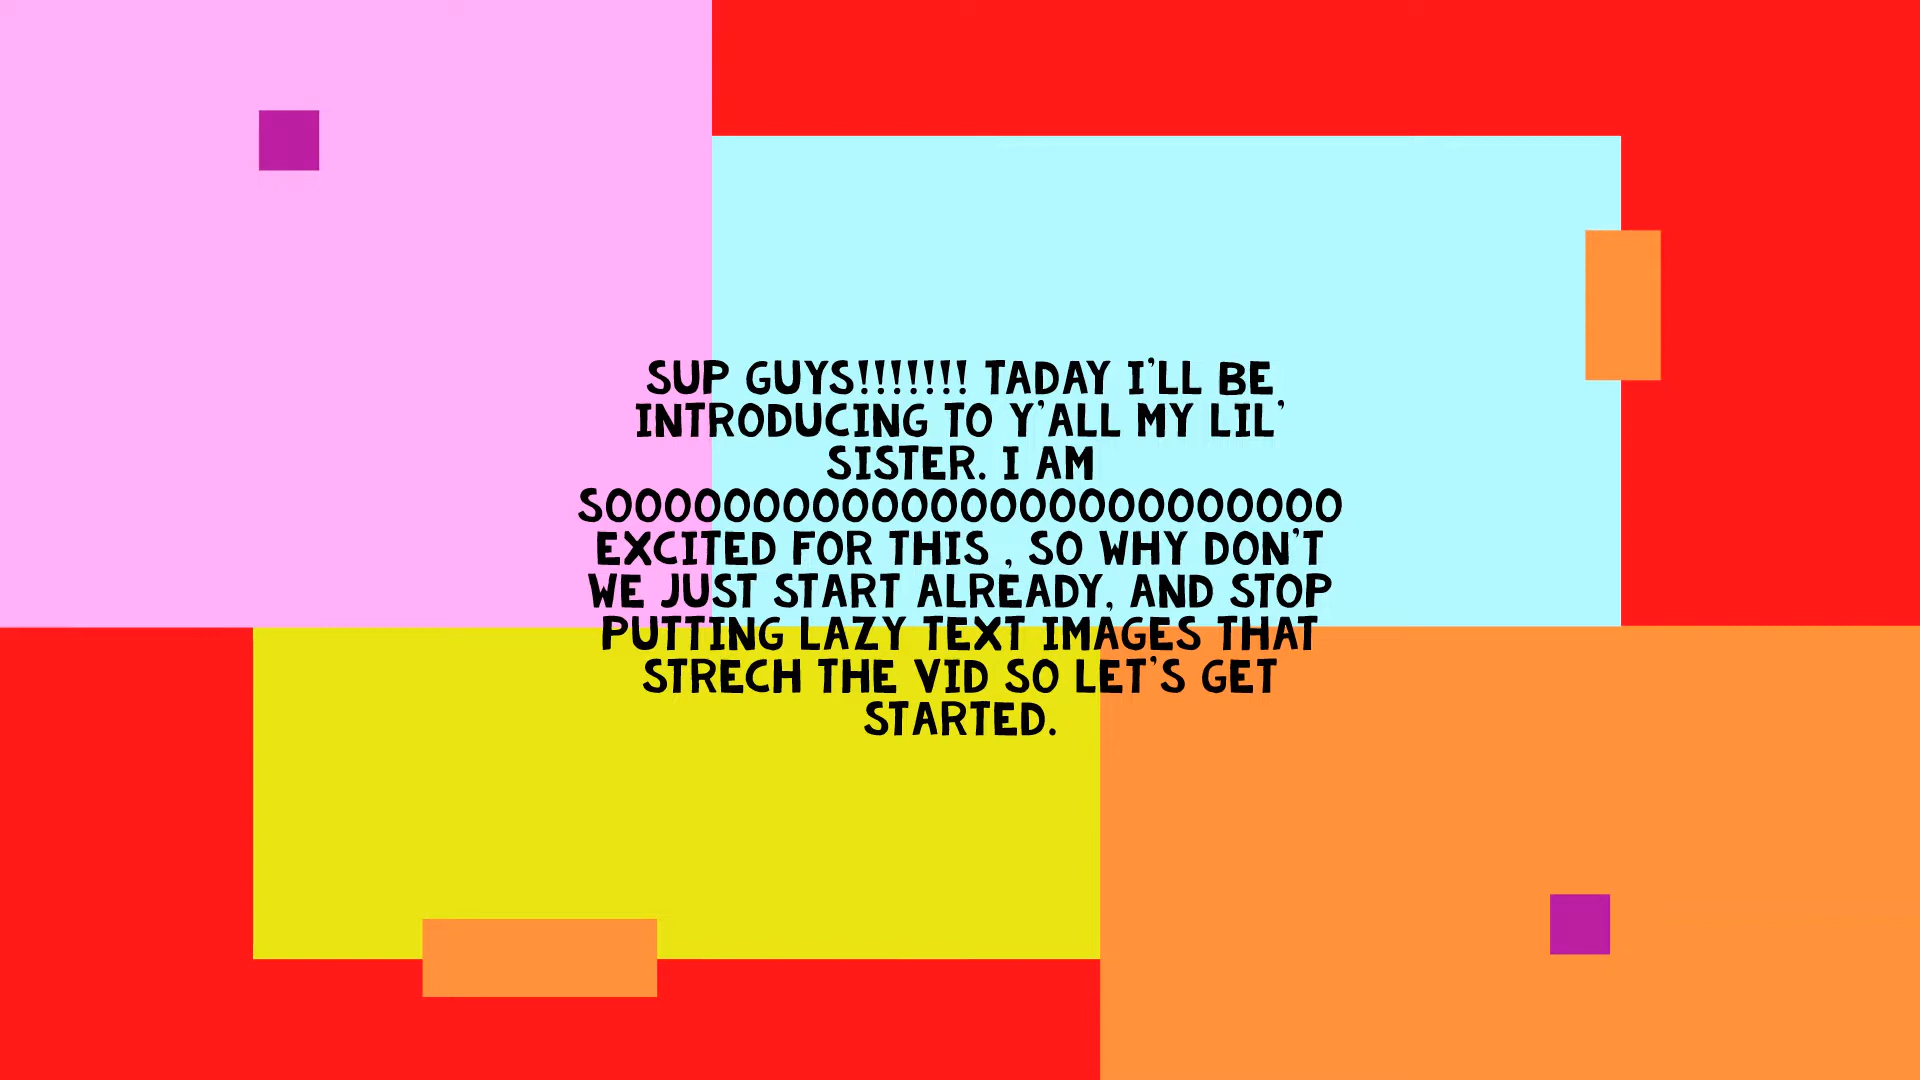 SUP GUYS!!!!!!! TADAY I'LL BE
INTRODUCING TO Y'ALL MY LIL'
SISTER. I AM
SOOOOOOOOOOOOOOOOOOOOOOOOO
EXCITED FOR THIS , SO WHY DON'T
WE JUST START ALREADY, AND STOP
PUTTING LAZY TEXT IMAGES THAT
STRECH THE VID SO LET'S GET
STARTED.